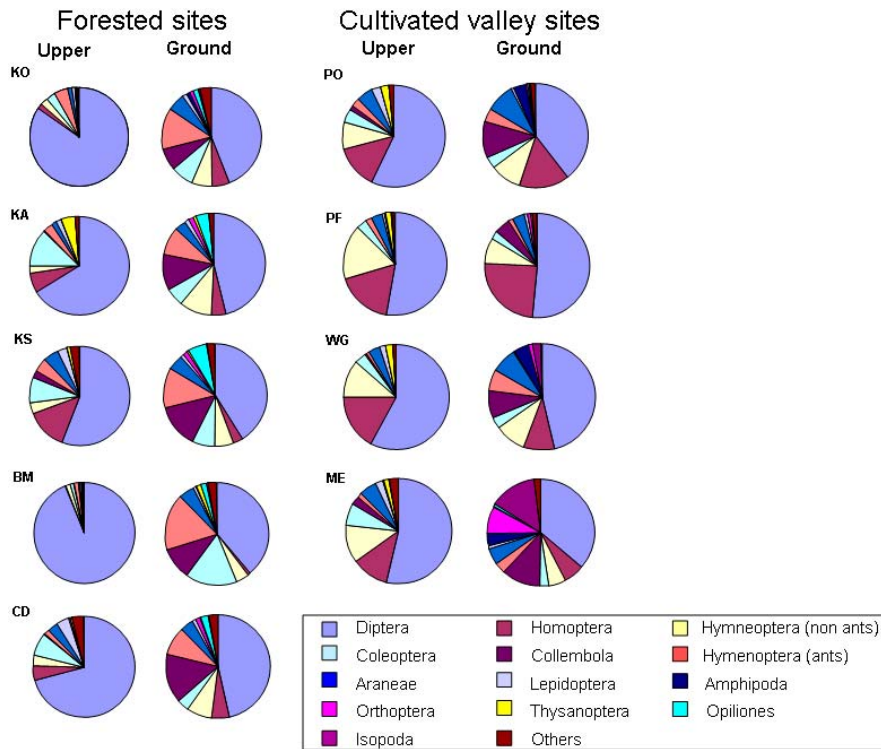 Forested sites Cultivated valley sites
Upper Ground Upper Ground
KO PO
KA PF
KS WG
BM ME
CD
Diptera Homoptera Hymneoptera (non ants)
Coleoptera Collembola Hymenoptera (ants)
Araneae Lepidoptera Amphipoda
Orthoptera Thysanoptera Opiliones
Isopoda Others